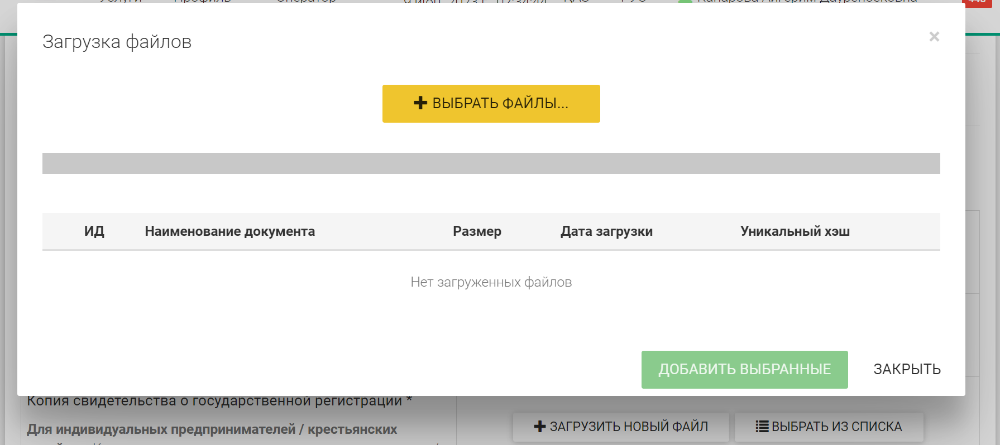 Загрузка файлов
×
ВЫБРАТЬ ФАЙЛЫ...
ИД Наименование документа Размер Дата загрузки Уникальный хэш
Нет загруженных файлов
ДОБАВИТЬ ВЫБРАННЫЕ ЗАКРЫТЬ
Копия свидетельства о государственной регистрации *
Для индивидуальных предпринимателей / крестьянских
ЗАГРУЗИТЬ НОВЫЙ ФАЙЛ ВЫБРАТЬ ИЗ СПИСКА